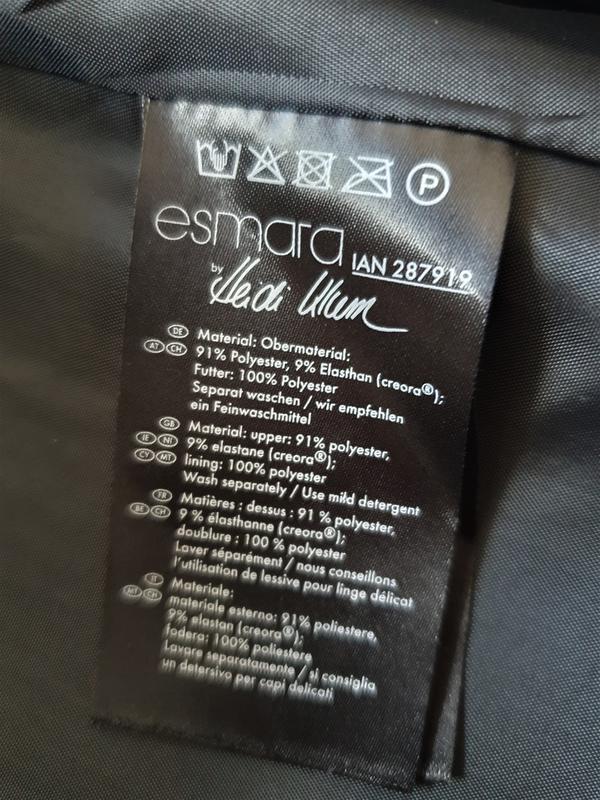 P
esmara
IAN 287919
by
Heidi Klum
DE
Material: Obermaterial:
AT CH
91% Polyester, 9% Elasthan (creora®);
Futter: 100% Polyester
Separat waschen / wir empfehlen
ein Feinwaschmittel
GB
Material: upper: 91% polyester,
IE NI
9% elastane (creora®);
CY MT
lining: 100% polyester
Wash separately / Use mild detergent
FR
Matières : dessus : 91 % polyester,
BE CH
9 % élasthanne (creora®);
doublure : 100 % polyester
Laver séparément / nous conseillons
l'utilisation de lessive pour linge délicat
IT
Materiale:
MT CH
materiale esterno: 91% poliestere,
9% elastan (creora®);
fodera: 100% poliestere
Lavare separatamente / si consiglia
un detersivo per capi delicati